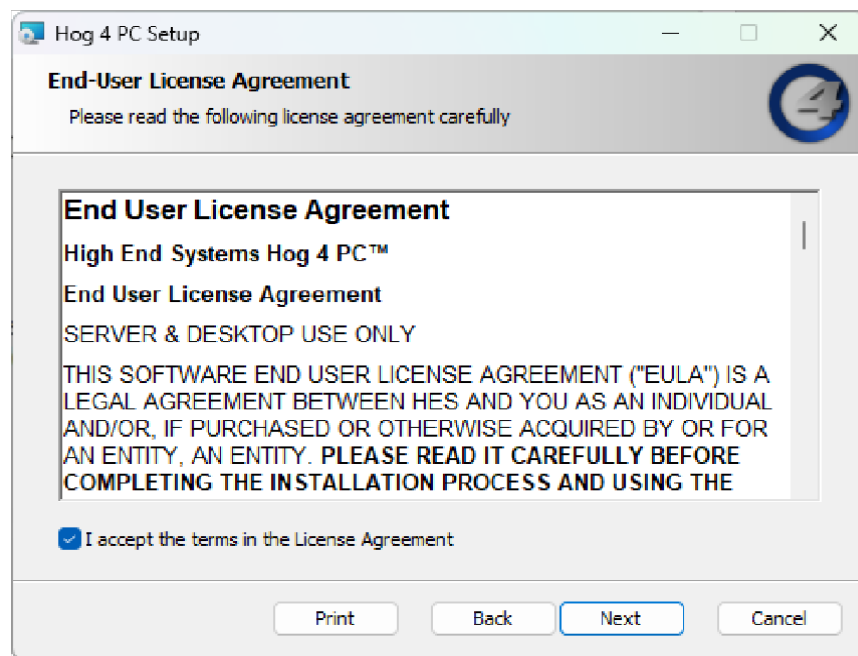 Hog 4 PC Setup
End-User License Agreement
Please read the following license agreement carefully
4
End User License Agreement
High End Systems Hog 4 PC™
End User License Agreement
SERVER & DESKTOP USE ONLY
THIS SOFTWARE END USER LICENSE AGREEMENT ("EULA") IS A
LEGAL AGREEMENT BETWEEN HES AND YOU AS AN INDIVIDUAL
AND/OR, IF PURCHASED OR OTHERWISE ACQUIRED BY OR FOR
AN ENTITY, AN ENTITY. PLEASE READ IT CAREFULLY BEFORE
COMPLETING THE INSTALLATION PROCESS AND USING THE
I accept the terms in the License Agreement
Print Back Next Cancel